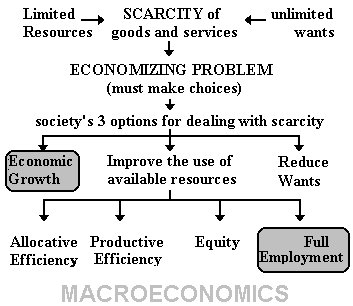 Limited SCARCITY of unlimited
Resources goods and services wants
ECONOMIZING PROBLEM
(must make choices)
society's 3 options for dealing with scarcity
Economic Improve the use of Reduce
Growth available resources Wants
Allocative Productive Equity Full
Efficiency Efficiency Employment
MACROECONOMICS